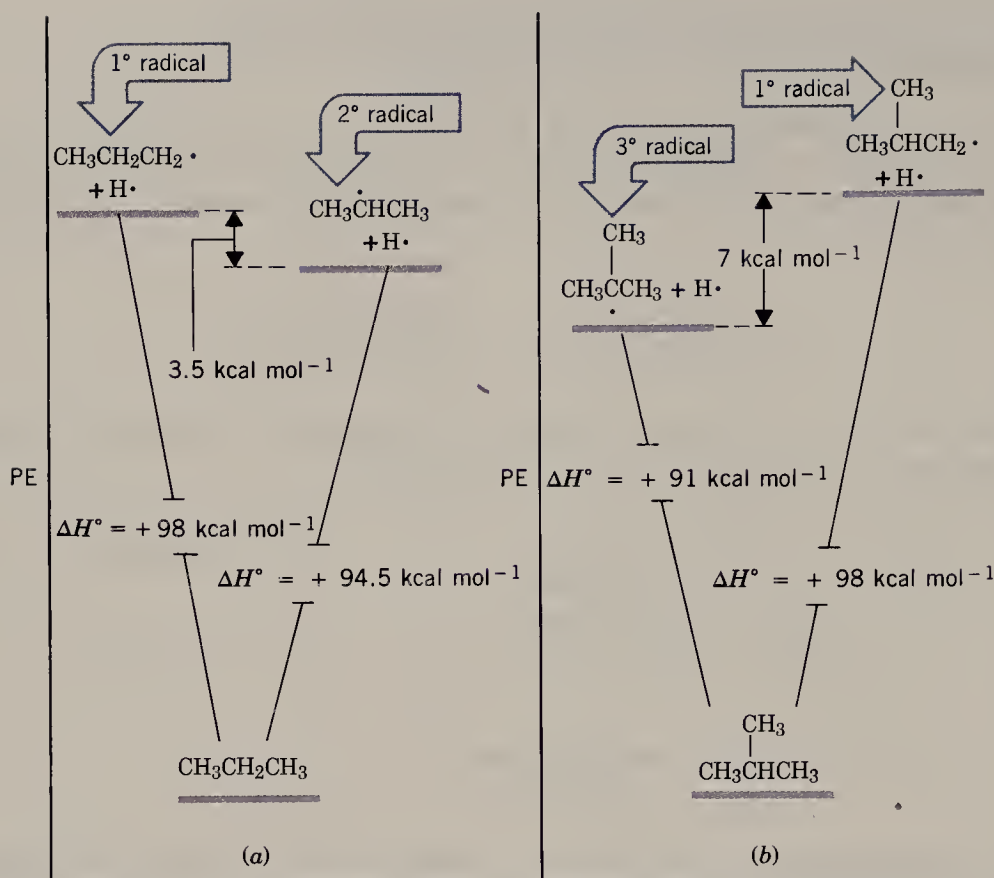 1° radical
CH₃CH₂CH₂ ·
+ H·
2° radical
CH₃ĊHCH₃
+ H·
3.5 kcal mol⁻¹
PE
ΔH° = + 98 kcal mol⁻¹
ΔH° = + 94.5 kcal mol⁻¹
CH₃CH₂CH₃
(a)
1° radical
CH₃
CH₃CHCH₂ ·
+ H·
3° radical
CH₃
CH₃CCH₃ + H·
·
7 kcal mol⁻¹
PE
ΔH° = + 91 kcal mol⁻¹
ΔH° = + 98 kcal mol⁻¹
CH₃
CH₃CHCH₃
(b)